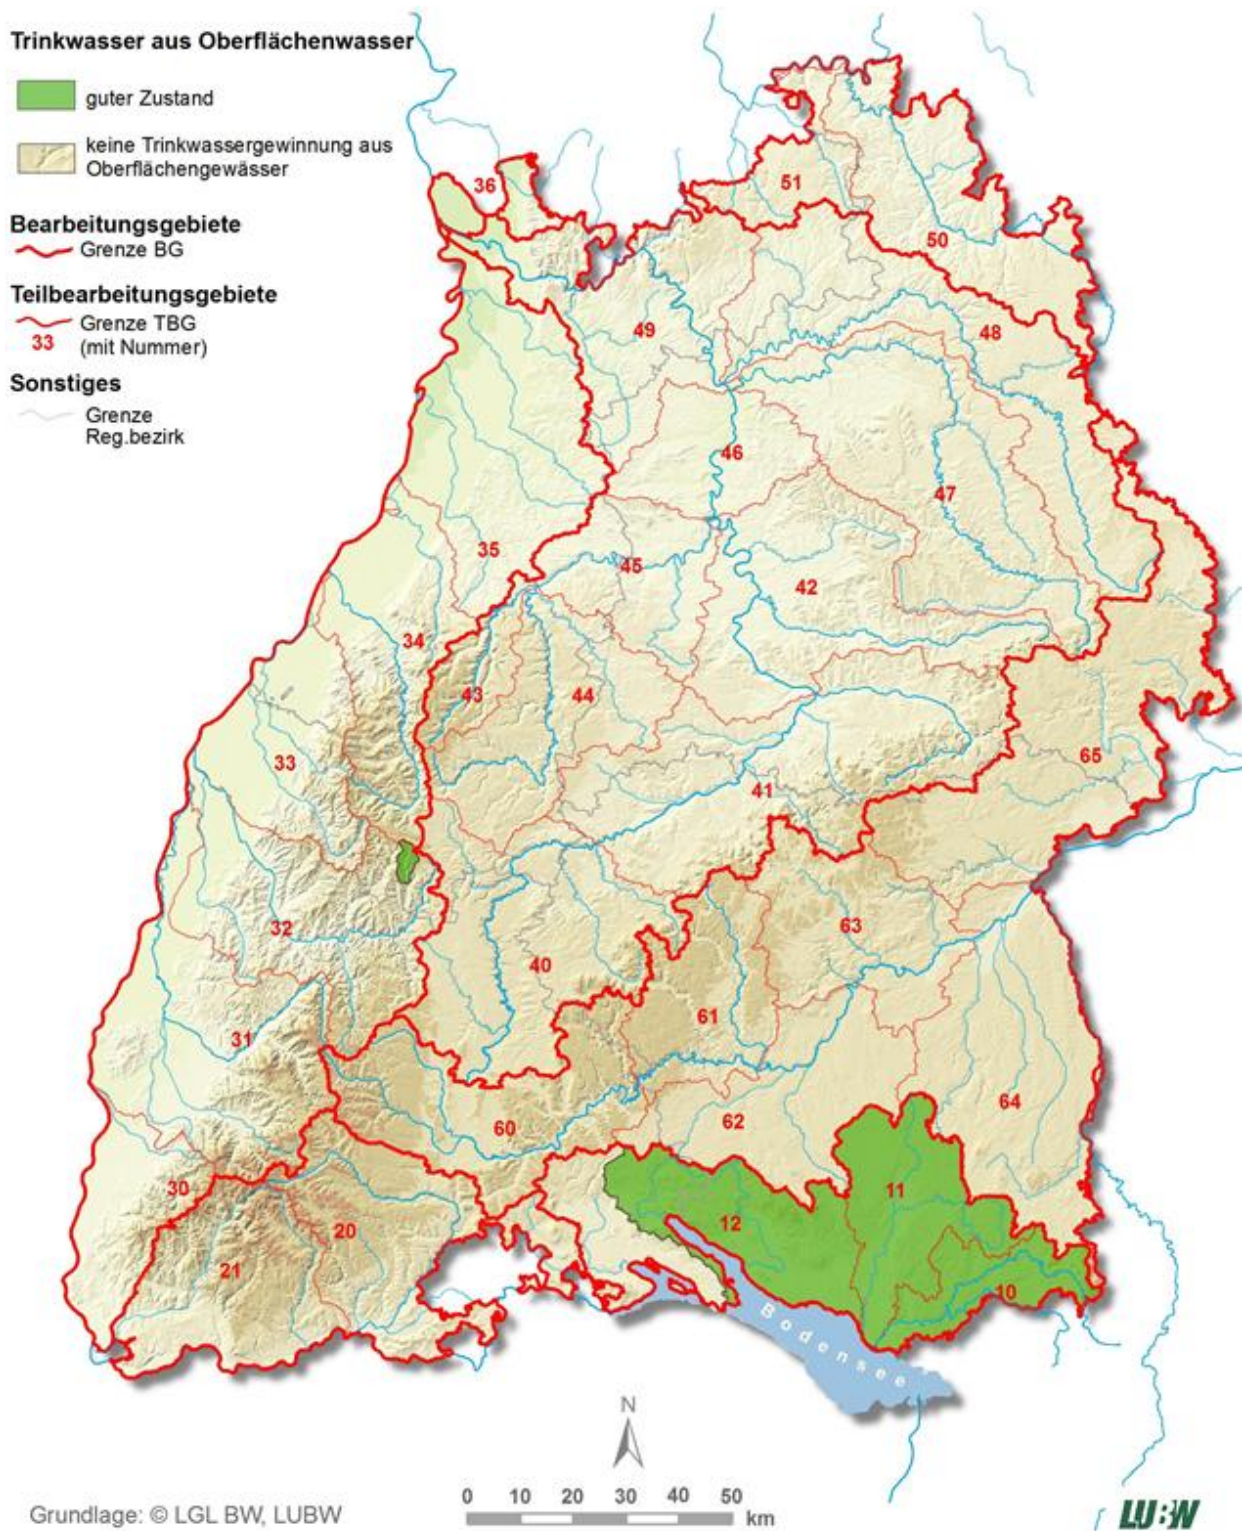 Trinkwasser aus Oberflächenwasser
guter Zustand
keine Trinkwassergewinnung aus
Oberflächengewässer
Bearbeitungsgebiete
Grenze BG
Teilbearbeitungsgebiete
Grenze TBG
33 (mit Nummer)
Sonstiges
Grenze
Reg.bezirk
36
51
50
49
48
46
47
35
45
42
34
43
44
33
65
41
32
63
40
61
31
64
60
62
30
11
20
12
21
10
Bodensee
N
0 10 20 30 40 50
km
Grundlage: © LGL BW, LUBW
LUBW